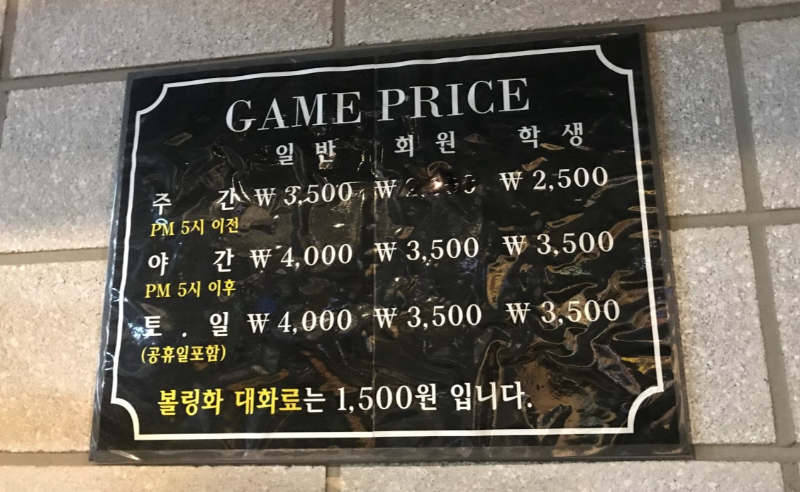 GAME PRICE
일 반 회 원 학 생
주 간 ₩ 3,500 ₩ ₩ 2,500
PM 5시 이전
야 간 ₩ 4,000 ₩ 3,500 ₩ 3,500
PM 5시 이후
토 . 일 ₩ 4,000 ₩ 3,500 ₩ 3,500
(공휴일포함)
볼링화 대화료는 1,500원 입니다.